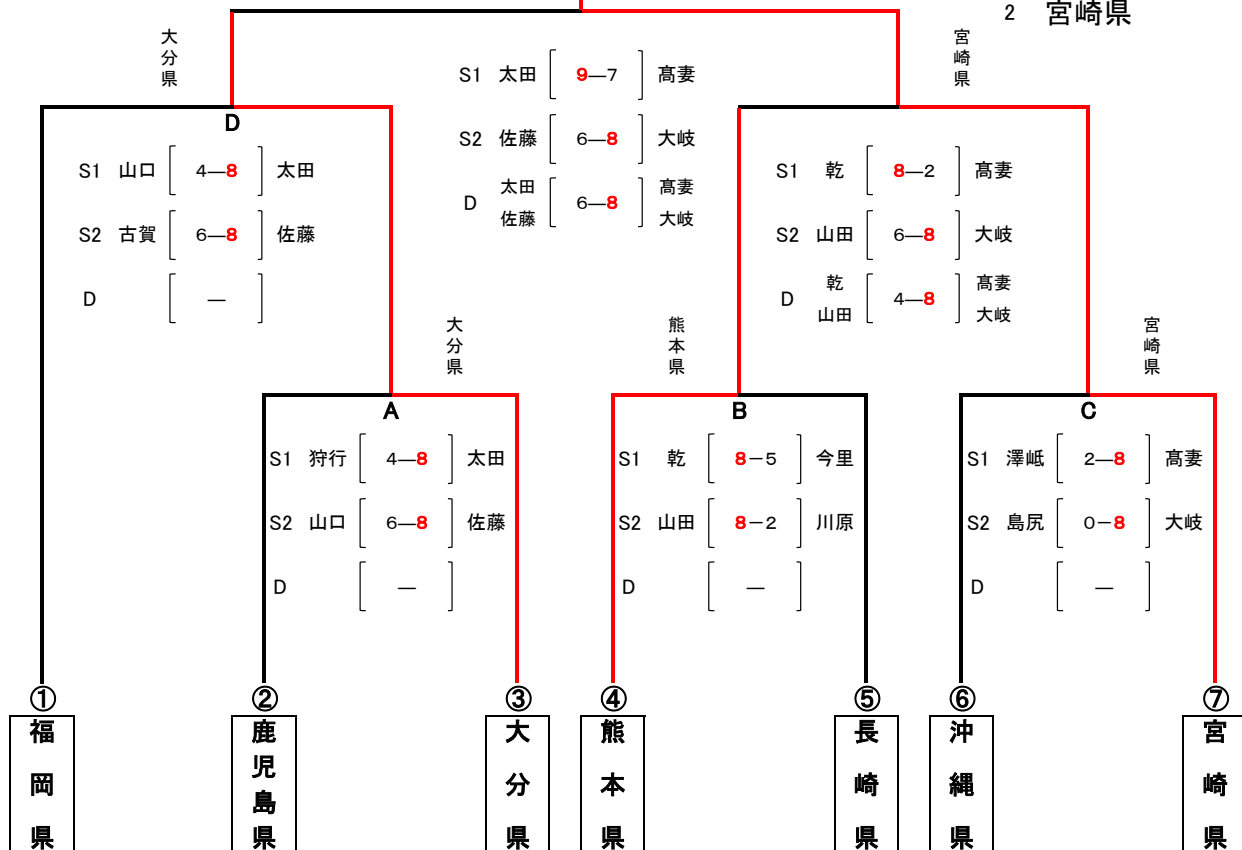 2 宮崎県
大分県
宮崎県
S1 太田 9—7 髙妻
S2 佐藤 6—8 大岐
D 太田 佐藤 6—8 髙妻 大岐
D
S1 山口 4—8 太田
S2 古賀 6—8 佐藤
D —
S1 乾 8—2 髙妻
S2 山田 6—8 大岐
D 乾 山田 4—8 髙妻 大岐
大分県
熊本県
宮崎県
A
S1 狩行 4—8 太田
S2 山口 6—8 佐藤
D —
B
S1 乾 8－5 今里
S2 山田 8－2 川原
D —
C
S1 澤岻 2—8 髙妻
S2 島尻 0－8 大岐
D —
① 福岡県
② 鹿児島県
③ 大分県
④ 熊本県
⑤ 長崎県
⑥ 沖縄県
⑦ 宮崎県